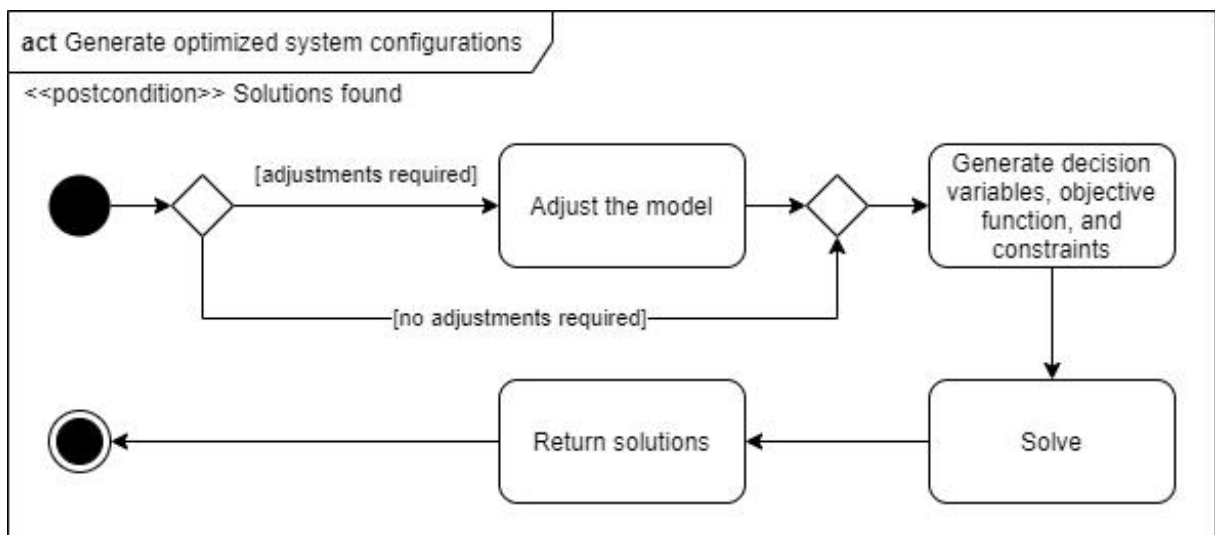 act Generate optimized system configurations
<<postcondition>> Solutions found
[adjustments required]
Adjust the model
Generate decision
variables, objective
function, and
constraints
[no adjustments required]
Return solutions
Solve